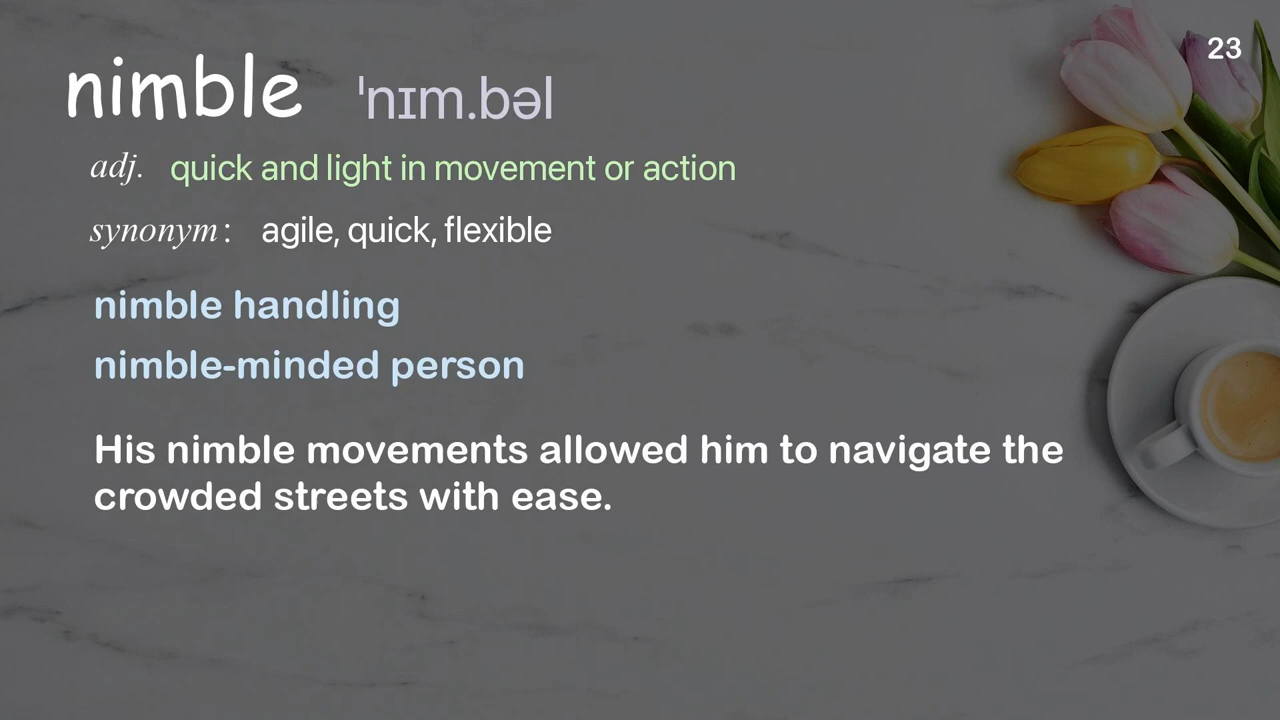 23
nimble ˈnɪm.bəl
adj. quick and light in movement or action
synonym: agile, quick, flexible
nimble handling
nimble-minded person
His nimble movements allowed him to navigate the
crowded streets with ease.